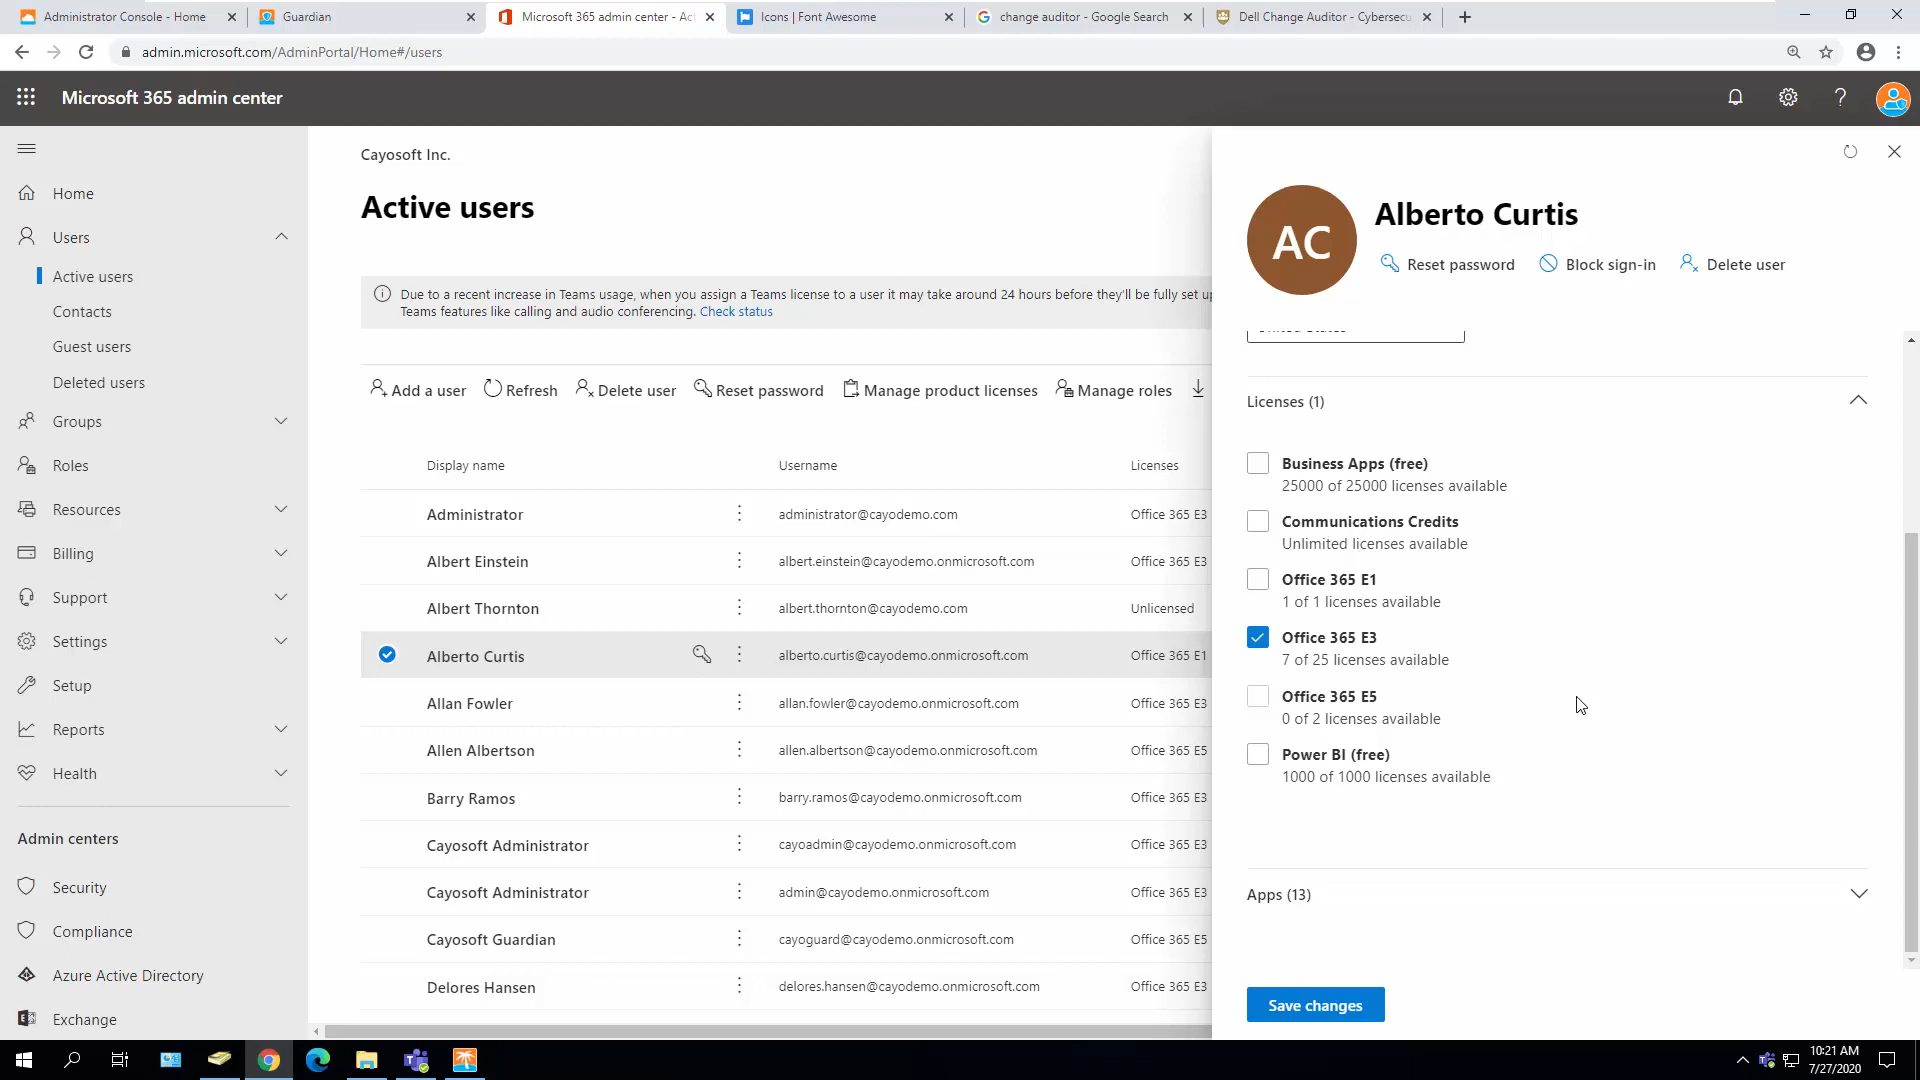 Administrator Console - Home
Guardian
Microsoft 365 admin center - Ac
Icons | Font Awesome
change auditor - Google Search
Dell Change Auditor - Cybersecu
admin.microsoft.com/AdminPortal/Home#/users
Microsoft 365 admin center
Home
Users
Active users
Contacts
Guest users
Deleted users
Groups
Roles
Resources
Billing
Support
Settings
Setup
Reports
Health
Admin centers
Security
Compliance
Azure Active Directory
Exchange
Cayosoft Inc.
Active users
Due to a recent increase in Teams usage, when you assign a Teams license to a user it may take around 24 hours before they'll be fully set up
Teams features like calling and audio conferencing. Check status
Add a user Refresh Delete user Reset password Manage product licenses Manage roles
Display name Username Licenses
Administrator administrator@cayodemo.com Office 365 E3
Albert Einstein albert.einstein@cayodemo.onmicrosoft.com Office 365 E3
Albert Thornton albert.thornton@cayodemo.com Unlicensed
Alberto Curtis alberto.curtis@cayodemo.onmicrosoft.com Office 365 E1
Allan Fowler allan.fowler@cayodemo.onmicrosoft.com Office 365 E3
Allen Albertson allen.albertson@cayodemo.onmicrosoft.com Office 365 E5
Barry Ramos barry.ramos@cayodemo.onmicrosoft.com Office 365 E3
Cayosoft Administrator cayoadmin@cayodemo.onmicrosoft.com Office 365 E3
Cayosoft Administrator admin@cayodemo.onmicrosoft.com Office 365 E3
Cayosoft Guardian cayoguard@cayodemo.onmicrosoft.com Office 365 E5
Delores Hansen delores.hansen@cayodemo.onmicrosoft.com Office 365 E3
AC
Alberto Curtis
Reset password Block sign-in Delete user
Licenses (1)
Business Apps (free)
25000 of 25000 licenses available
Communications Credits
Unlimited licenses available
Office 365 E1
1 of 1 licenses available
Office 365 E3
7 of 25 licenses available
Office 365 E5
0 of 2 licenses available
Power BI (free)
1000 of 1000 licenses available
Apps (13)
Save changes
10:21 AM
7/27/2020